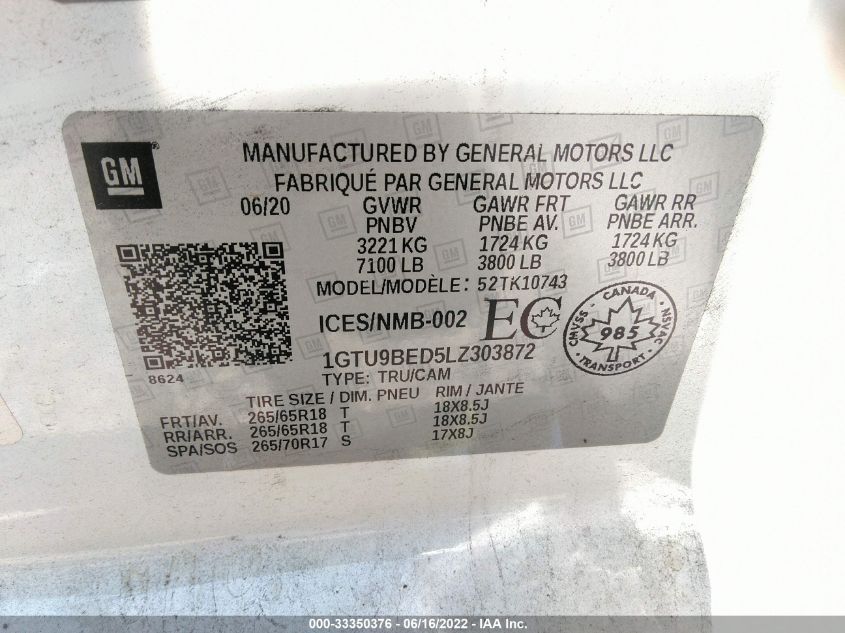 GM
MANUFACTURED BY GENERAL MOTORS LLC
FABRIQUÉ PAR GENERAL MOTORS LLC
06/20 GVWR GAWR FRT GAWR RR
PNBV PNBE AV. PNBE ARR.
3221 KG 1724 KG 1724 KG
7100 LB 3800 LB 3800 LB
MODEL/MODÈLE: 52TK10743
ICES/NMB-002 EC
CANADA
CMVSS 985 NSVAC
TRANSPORT
1GTU9BED5LZ303872
8624
TYPE: TRU/CAM
TIRE SIZE / DIM. PNEU RIM / JANTE
FRT/AV. 265/65R18 T 18X8.5J
RR/ARR. 265/65R18 T 18X8.5J
SPA/SOS 265/70R17 S 17X8J
000-33350376 - 06/16/2022 - IAA Inc.